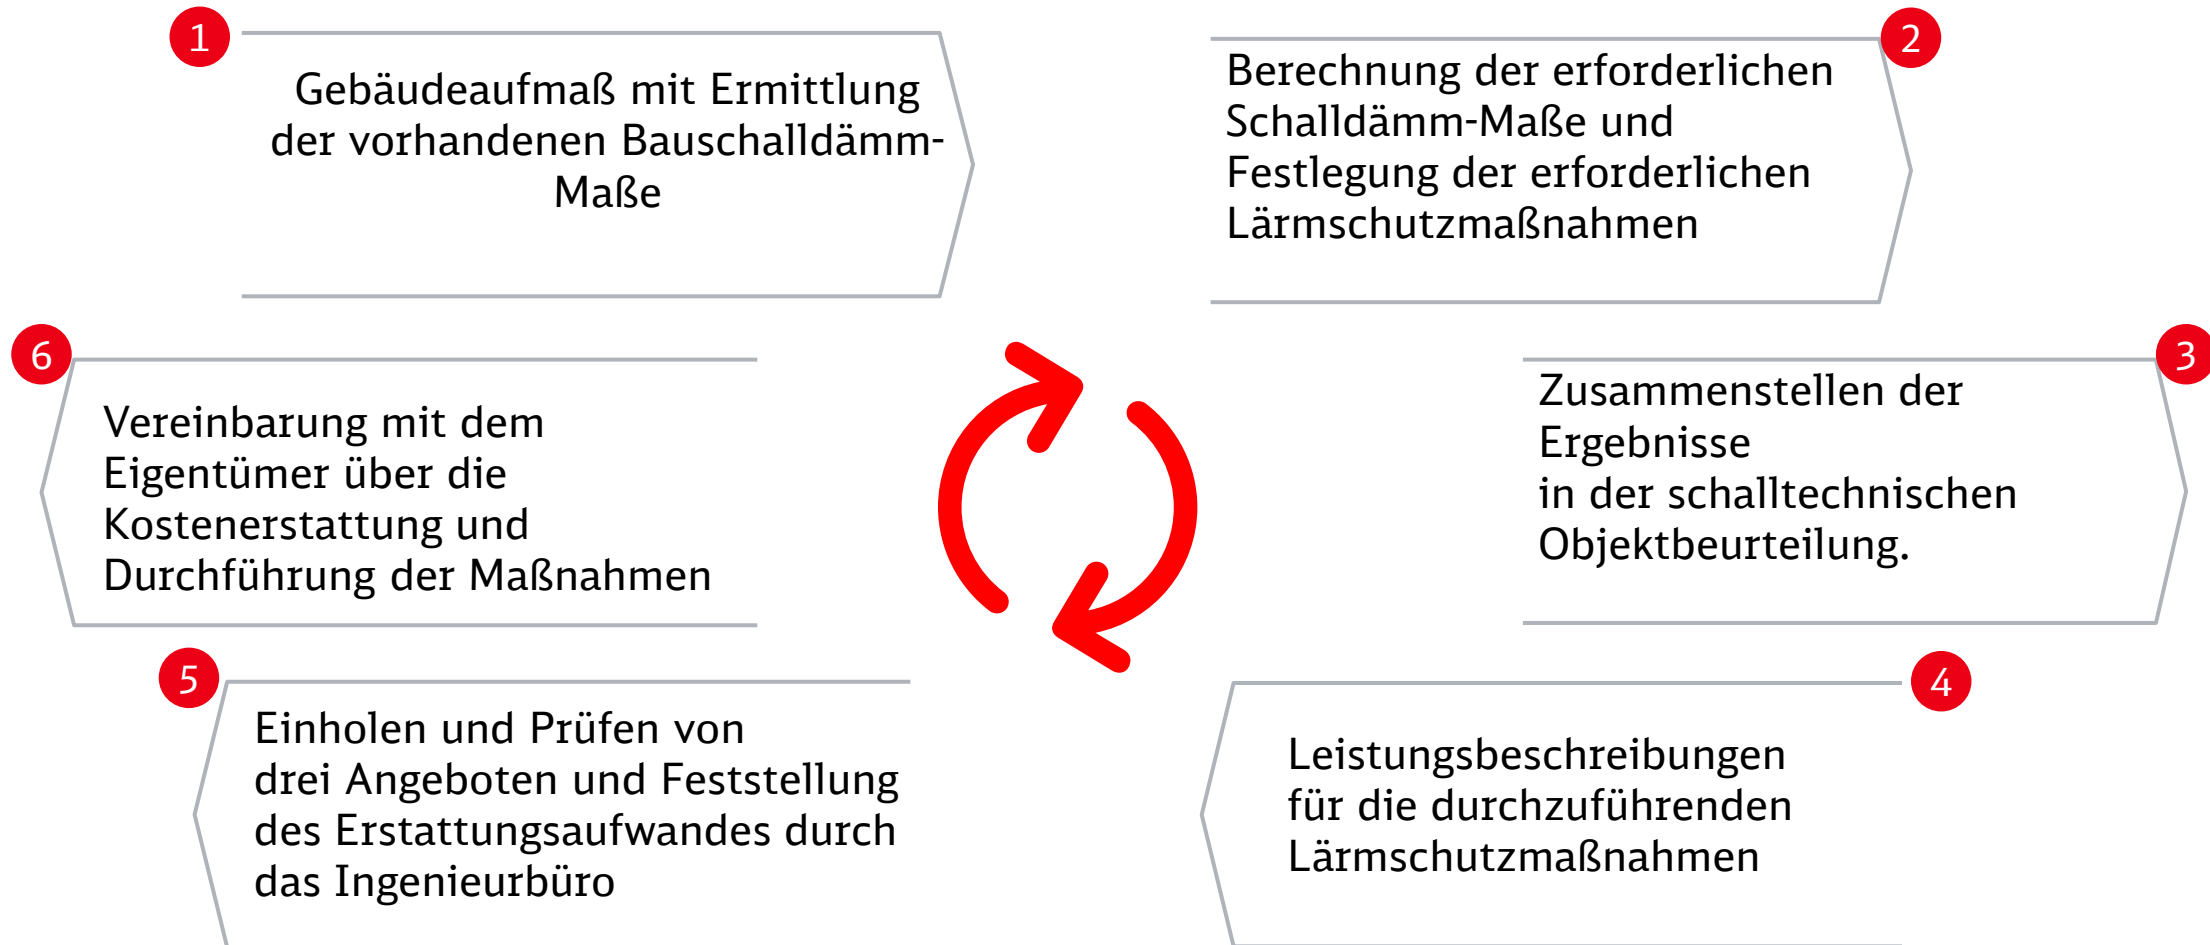 1
Gebäudeaufmaß mit Ermittlung
der vorhandenen Bauschalldämm-
Maße
2
Berechnung der erforderlichen
Schalldämm-Maße und
Festlegung der erforderlichen
Lärmschutzmaßnahmen
3
Zusammenstellen der
Ergebnisse
in der schalltechnischen
Objektbeurteilung.
4
Leistungsbeschreibungen
für die durchzuführenden
Lärmschutzmaßnahmen
5
Einholen und Prüfen von
drei Angeboten und Feststellung
des Erstattungsaufwandes durch
das Ingenieurbüro
6
Vereinbarung mit dem
Eigentümer über die
Kostenerstattung und
Durchführung der Maßnahmen